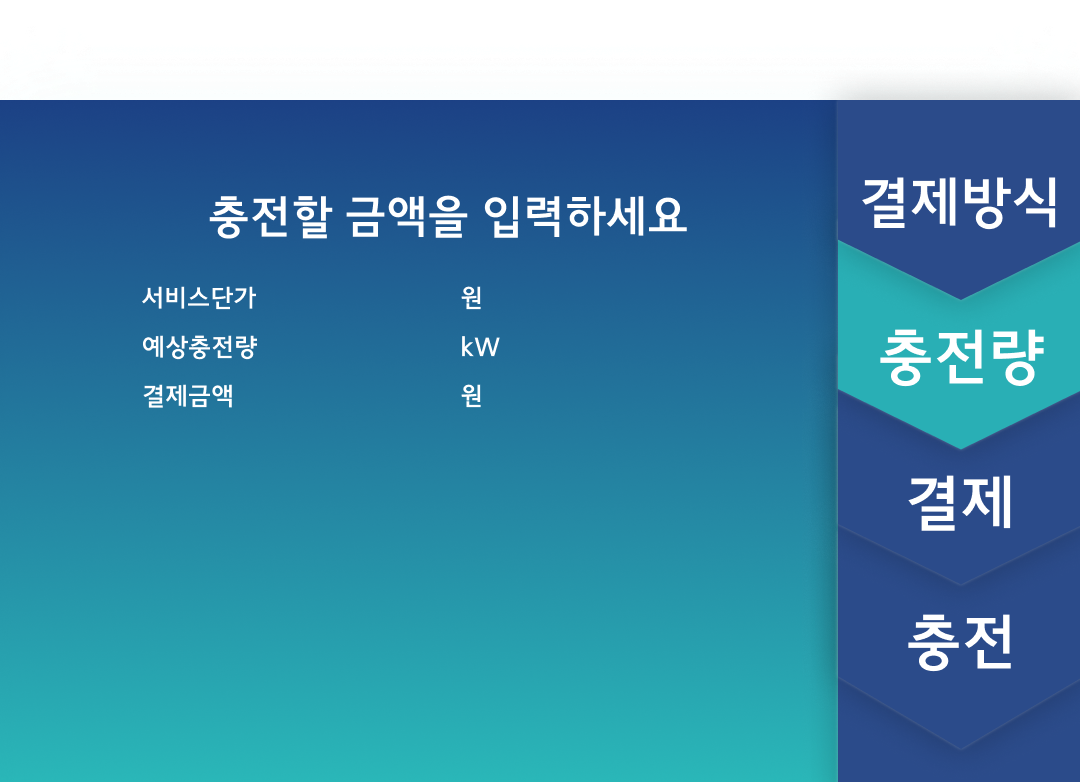 충전할 금액을 입력하세요
서비스단가 원
예상충전량 kW
결제금액 원
결제방식
충전량
결제
충전